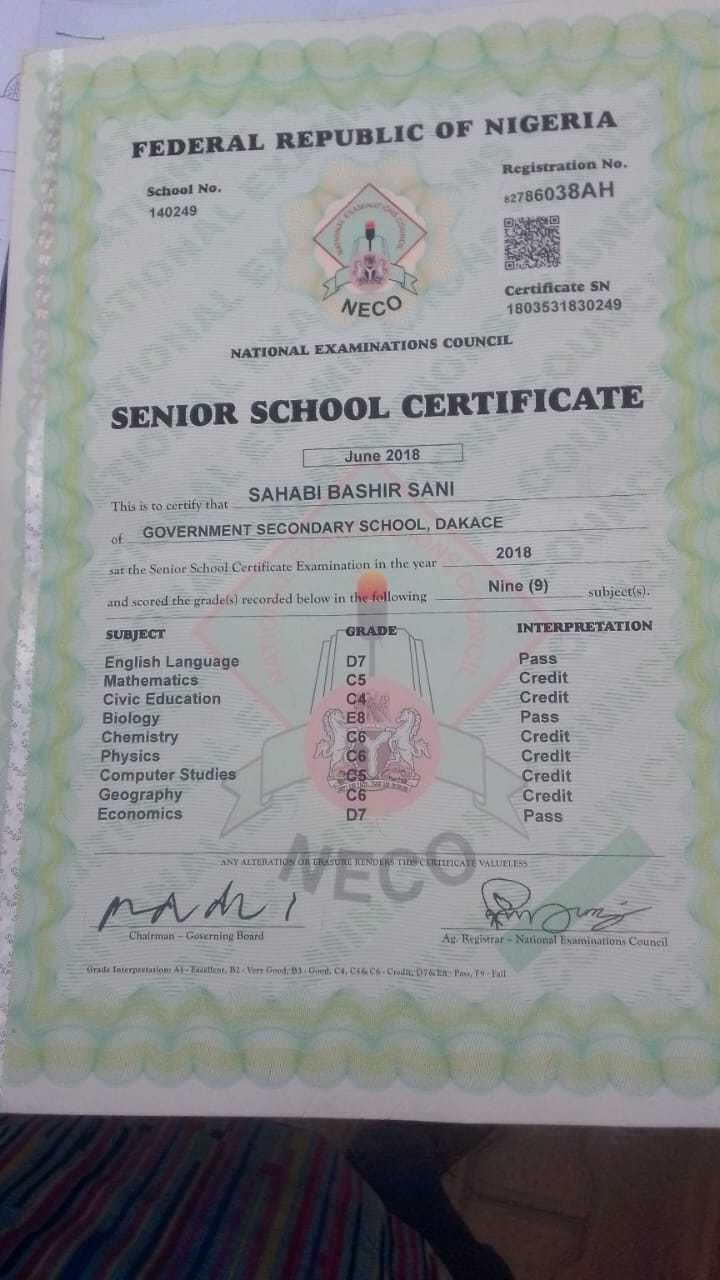 FEDERAL REPUBLIC OF NIGERIA
School No.
140249
Registration No.
82786038AH
NATIONAL EXAMINATIONS COUNCIL
NECO
Certificate SN
1803531830249
NATIONAL EXAMINATIONS COUNCIL
SENIOR SCHOOL CERTIFICATE
June 2018
This is to certify that SAHABI BASHIR SANI
of GOVERNMENT SECONDARY SCHOOL, DAKACE
sat the Senior School Certificate Examination in the year 2018
and scored the grade(s) recorded below in the following Nine (9) subject(s).
SUBJECT GRADE INTERPRETATION
English Language D7 Pass
Mathematics C5 Credit
Civic Education C4 Credit
Biology E8 Pass
Chemistry C6 Credit
Physics C6 Credit
Computer Studies C5 Credit
Geography C6 Credit
Economics D7 Pass
NECO
ANY ALTERATION OR ERASURE RENDERS THIS CERTIFICATE VALUELESS
Chairman - Governing Board
Ag. Registrar - National Examinations Council
Grade Interpretation: A1 - Excellent, B2 - Very Good, B3 - Good, C4, C5 & C6 - Credit, D7 & E8 - Pass, F9 - Fail